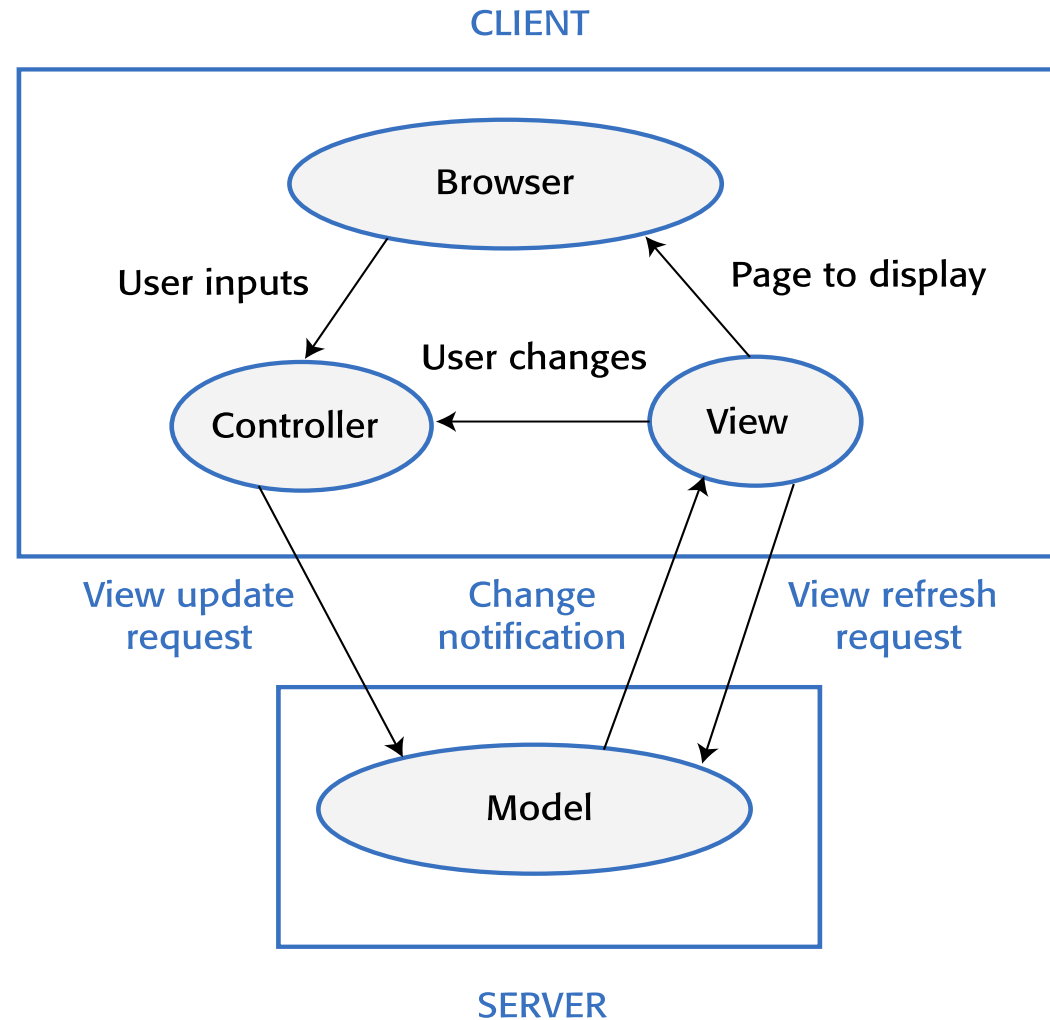 CLIENT
Browser
User inputs
Page to display
User changes
Controller
View
View update
request
Change
notification
View refresh
request
Model
SERVER